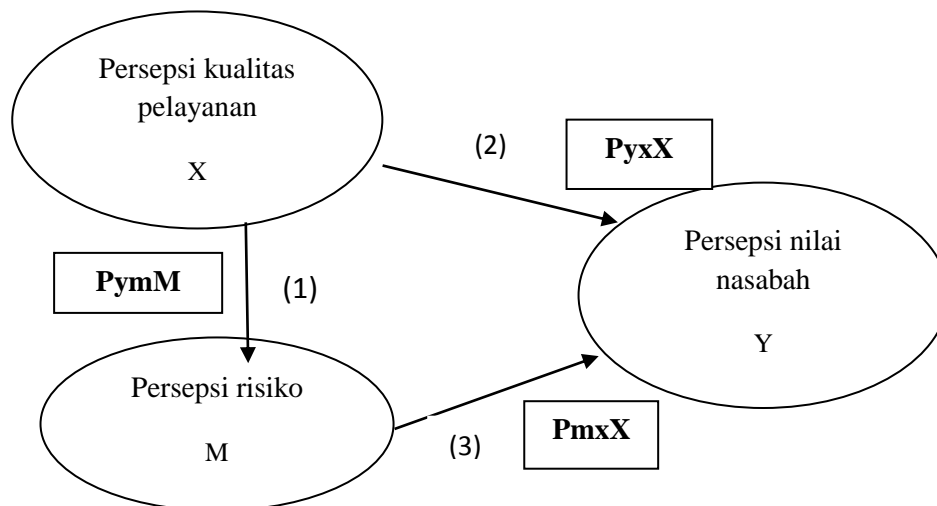 Persepsi kualitas
pelayanan
X
(2)
PyxX
Persepsi nilai
nasabah
Y
PymM
(1)
Persepsi risiko
M
(3)
PmxX